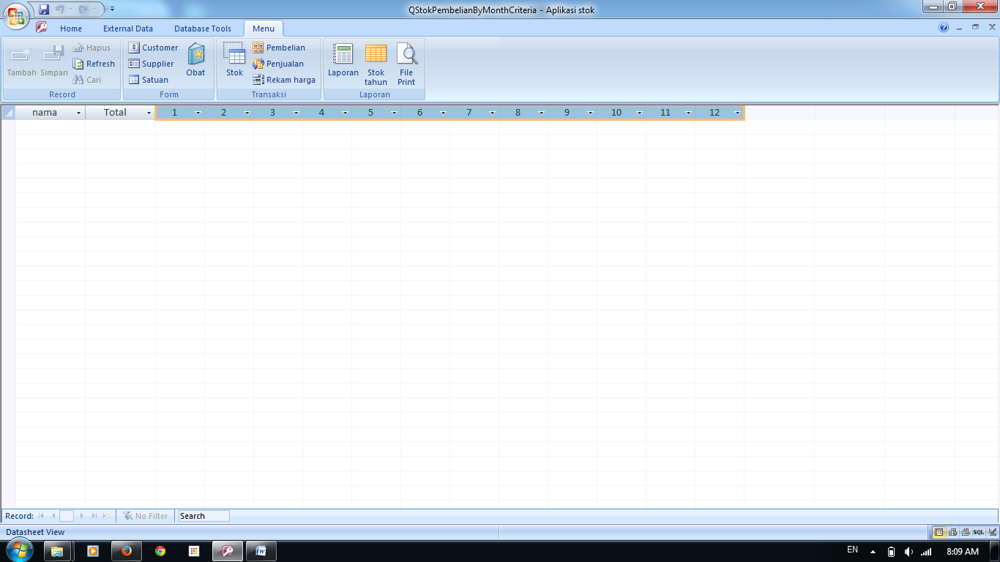 QStokPembelianByMonthCriteria - Aplikasi stok
Home External Data Database Tools Menu
Tambah Simpan Hapus Refresh Cari
Customer Supplier Satuan Obat
Stok Pembelian Penjualan Rekam harga
Laporan Stok tahun File Print
Record Form Transaksi Laporan
nama Total 1 2 3 4 5 6 7 8 9 10 11 12
Record: No Filter Search
Datasheet View SQL
EN 8:09 AM